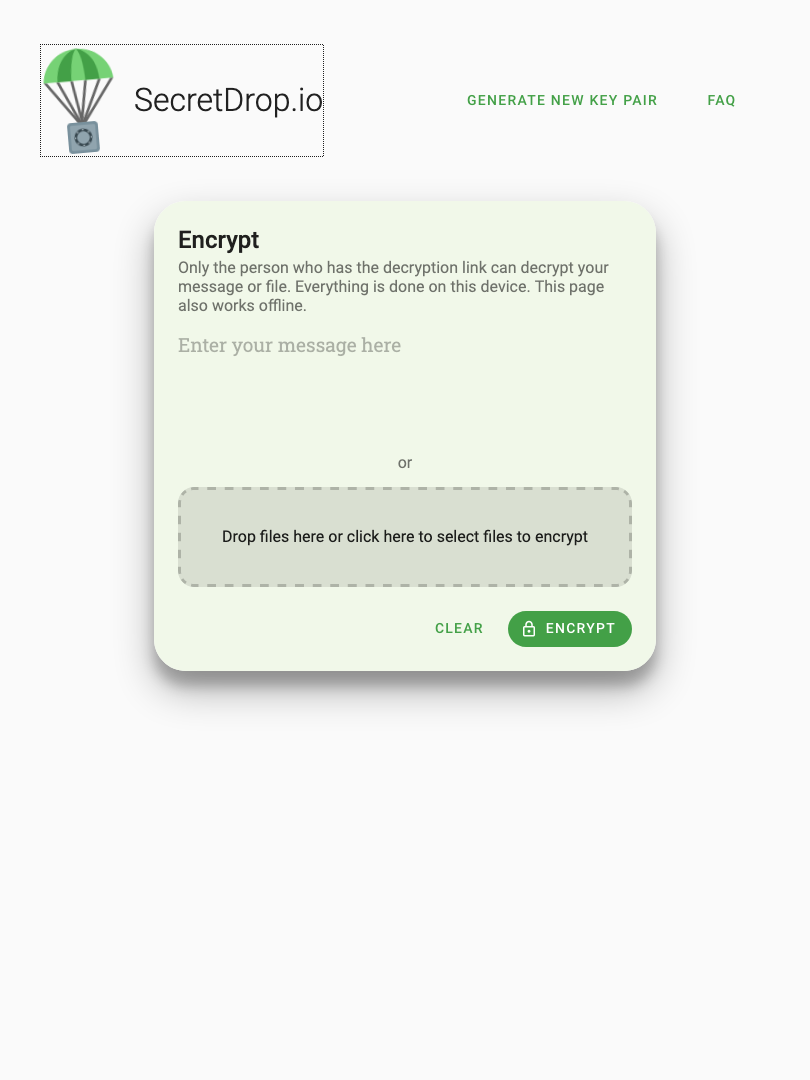 SecretDrop.io
GENERATE NEW KEY PAIR
FAQ
Encrypt
Only the person who has the decryption link can decrypt your
message or file. Everything is done on this device. This page
also works offline.
Enter your message here
or
Drop files here or click here to select files to encrypt
CLEAR
ENCRYPT